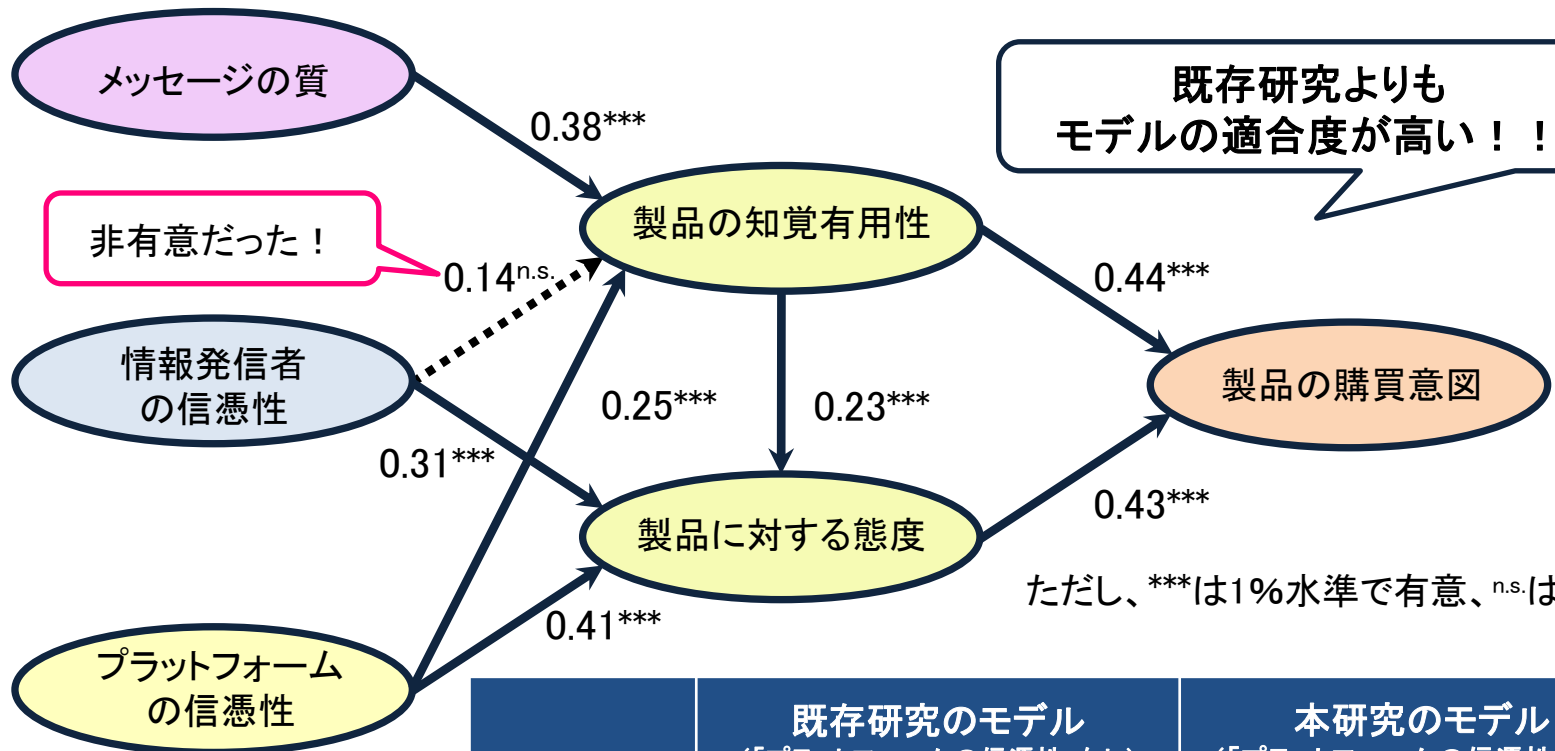 メッセージの質
既存研究よりも
モデルの適合度が高い！！
0.38***
製品の知覚有用性
非有意だった！
0.14n.s.
0.44***
情報発信者
の信憑性
0.25***
0.23***
製品の購買意図
0.31***
0.43***
製品に対する態度
ただし、***は1%水準で有意、n.s.は
0.41***
プラットフォーム
の信憑性
既存研究のモデル
本研究のモデル